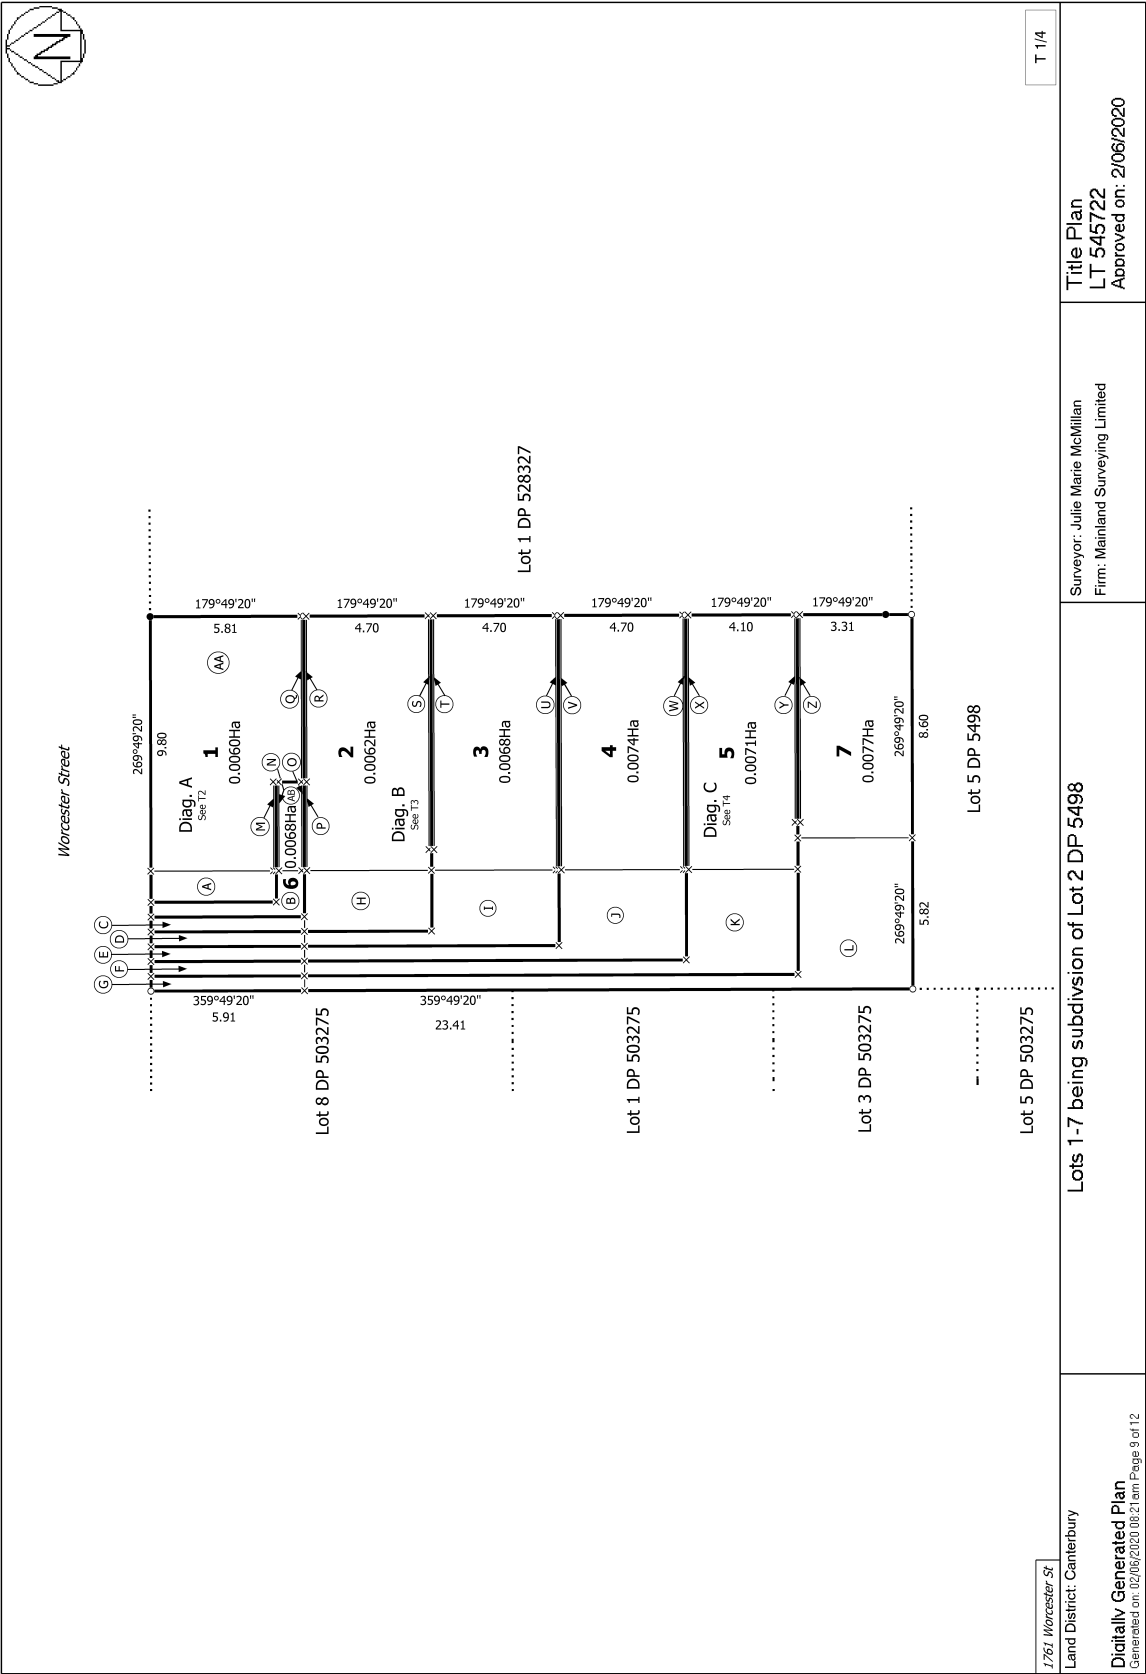 N
T 1/4
Worcester Street
269°49'20"
9.80
179°49'20"
5.81
179°49'20"
4.70
179°49'20"
4.70
179°49'20"
4.70
179°49'20"
4.10
179°49'20"
3.31
Lot 1 DP 528327
AA
1
0.0060Ha
Diag. A
See T2
Q
R
M
N
O
AB
P
6
0.0068Ha
2
0.0062Ha
Diag. B
See T3
S
T
3
0.0068Ha
U
V
4
0.0074Ha
W
X
5
0.0071Ha
Diag. C
See T4
Y
Z
7
0.0077Ha
269°49'20"
8.60
269°49'20"
5.82
Lot 5 DP 5498
A
B
C
D
E
F
G
H
I
J
K
L
359°49'20"
5.91
359°49'20"
23.41
Lot 8 DP 503275
Lot 1 DP 503275
Lot 3 DP 503275
Lot 5 DP 503275
1761 Worcester St
Land District: Canterbury
Digitally Generated Plan
Generated on: 02/06/2020 08:21am Page 9 of 12
Lots 1-7 being subdivsion of Lot 2 DP 5498
Surveyor: Julie Marie McMillan
Firm: Mainland Surveying Limited
Title Plan
LT 545722
Approved on: 2/06/2020